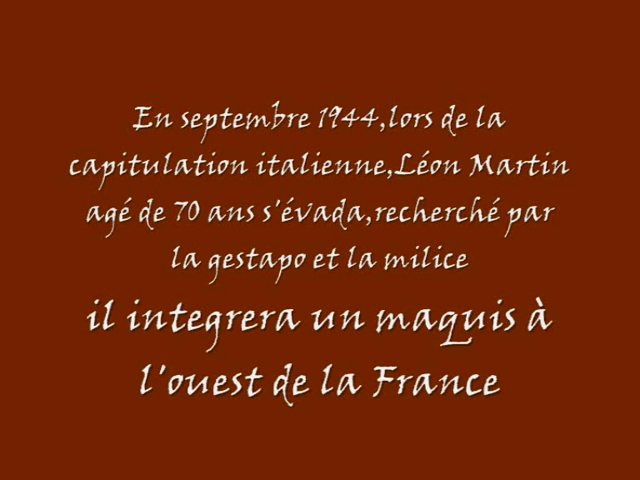 En septembre 1944,lors de la
capitulation italienne,Léon Martin
agé de 70 ans s'évada,recherché par
la gestapo et la milice
il integrera un maquis à
l'ouest de la France